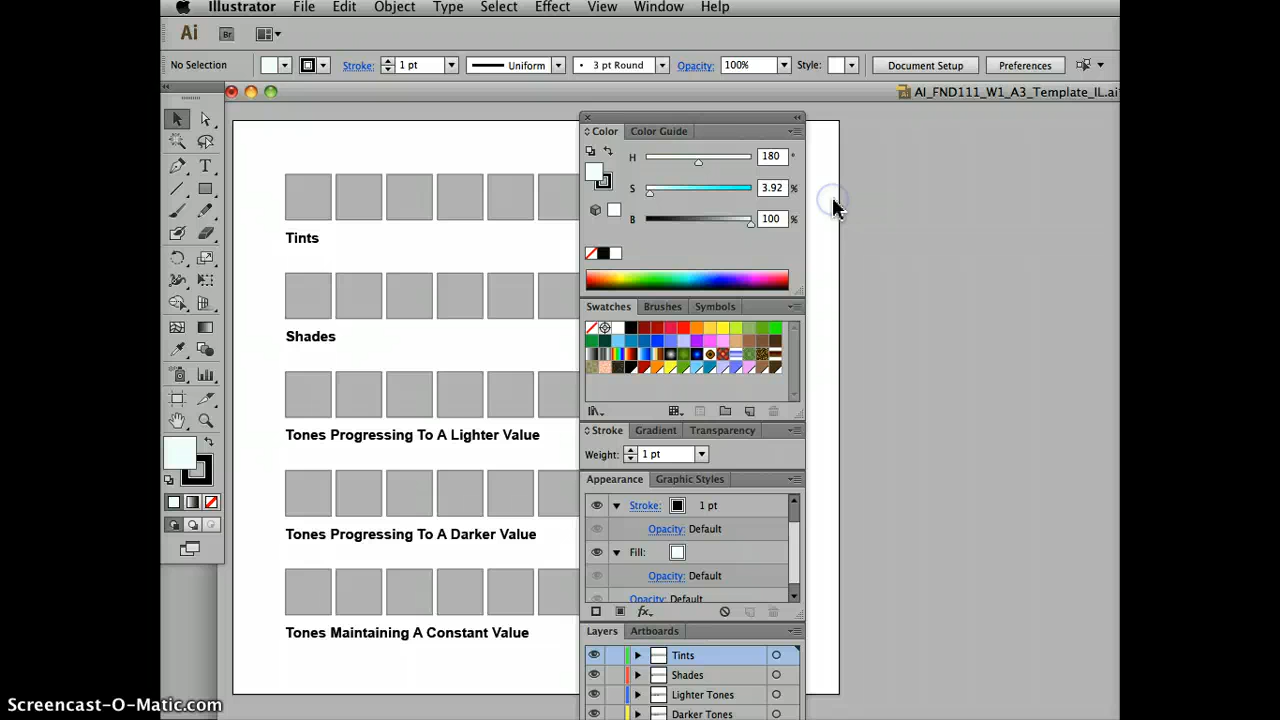 Illustrator File Edit Object Type Select Effect View Window Help
Ai Br
No Selection Stroke: 1 pt Uniform 3 pt Round Opacity: 100% Style: Document Setup Preferences
AI_FND111_W1_A3_Template_IL.ai
Color Color Guide
H 180 °
S 3.92 %
B 100 %
Tints
Swatches Brushes Symbols
Shades
Tones Progressing To A Lighter Value
Stroke Gradient Transparency
Weight: 1 pt
Appearance Graphic Styles
Stroke: 1 pt
Opacity: Default
Tones Progressing To A Darker Value
Fill:
Opacity: Default
Opacity: Default
fx
Tones Maintaining A Constant Value
Layers Artboards
Tints
Shades
Lighter Tones
Darker Tones
Screencast-O-Matic.com